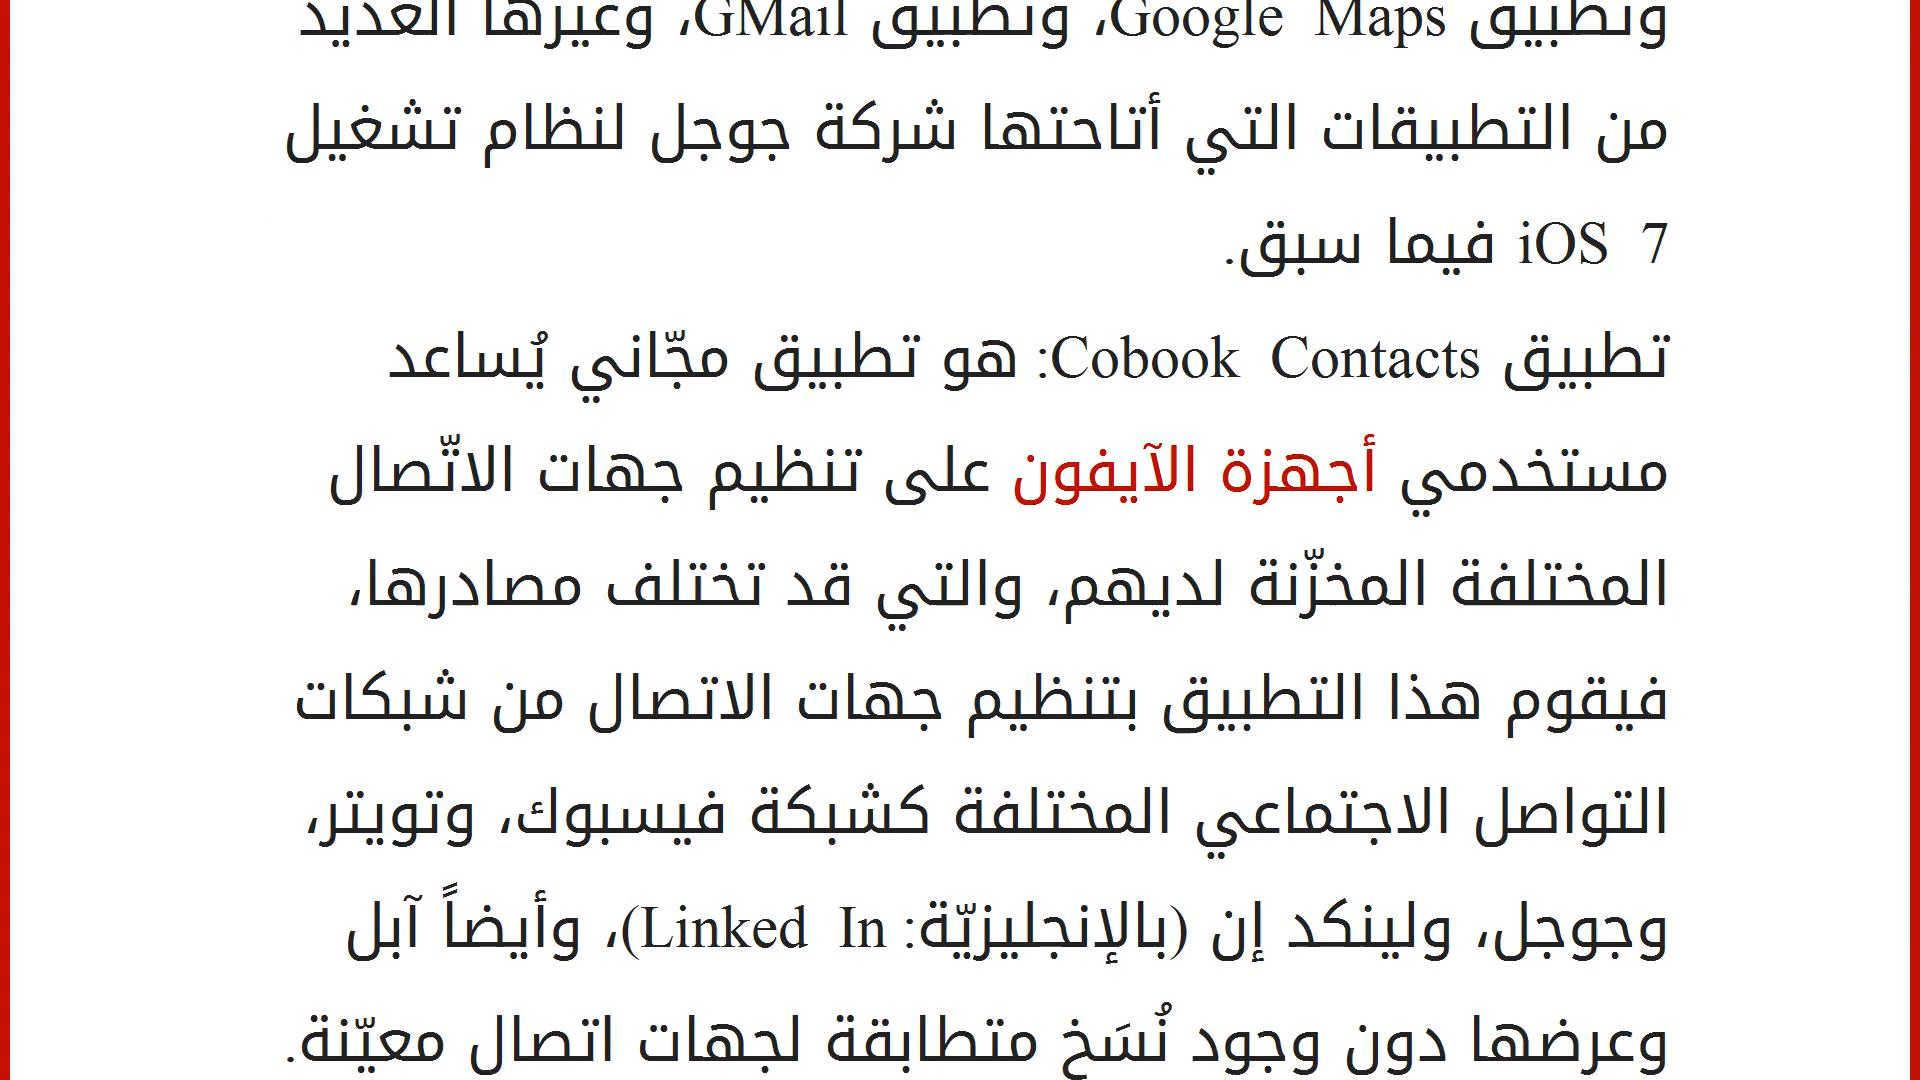 وتطبيق Google Maps، وتطبيق GMail، وغيرها العديد
من التطبيقات التي أتاحتها شركة جوجل لنظام تشغيل
iOS 7 فيما سبق.
تطبيق Cobook Contacts: هو تطبيق مجّاني يُساعد
مستخدمي أجهزة الآيفون على تنظيم جهات الاتّصال
المختلفة المخزّنة لديهم، والتي قد تختلف مصادرها،
فيقوم هذا التطبيق بتنظيم جهات الاتصال من شبكات
التواصل الاجتماعي المختلفة كشبكة فيسبوك، وتويتر،
وجوجل، ولينكد إن (بالإنجليزيّة: Linked In)، وأيضاً آبل
وعرضها دون وجود نُسَخ متطابقة لجهات اتصال معيّنة.